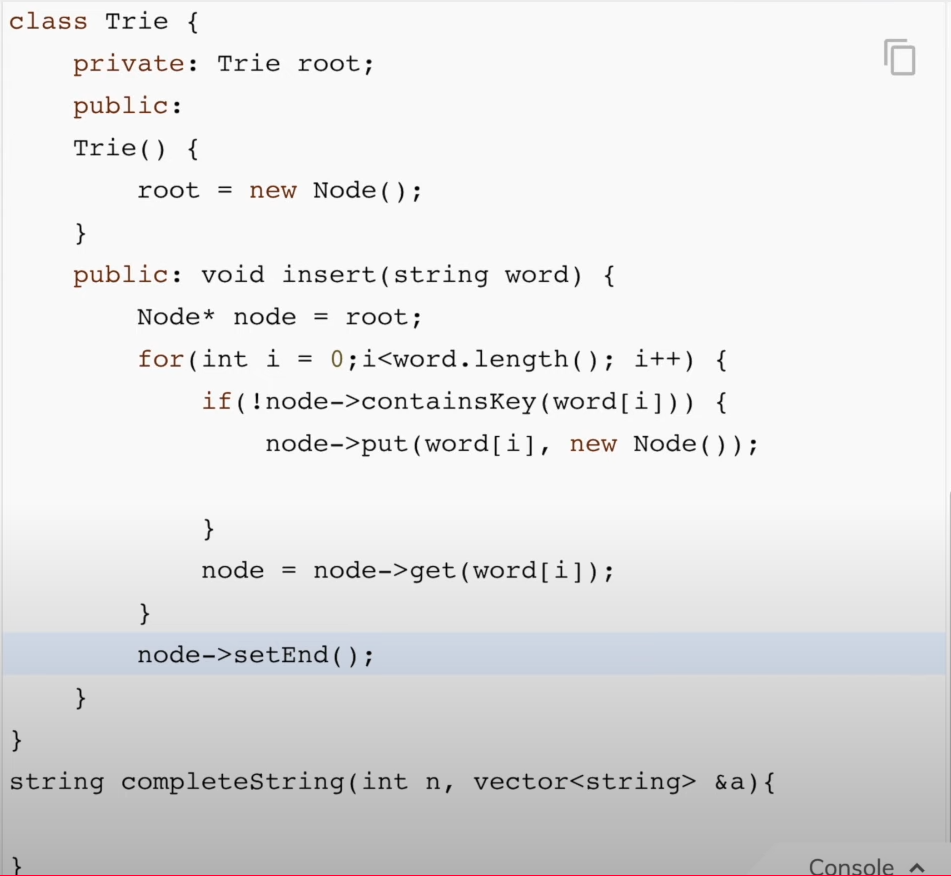 class Trie {
    private: Trie root;
    public:
    Trie() {
        root = new Node();
    }
    public: void insert(string word) {
        Node* node = root;
        for(int i = 0;i<word.length(); i++) {
            if(!node->containsKey(word[i])) {
                node->put(word[i], new Node());

            }
            node = node->get(word[i]);
        }
        node->setEnd();
    }
}
string completeString(int n, vector<string> &a){

}
Console